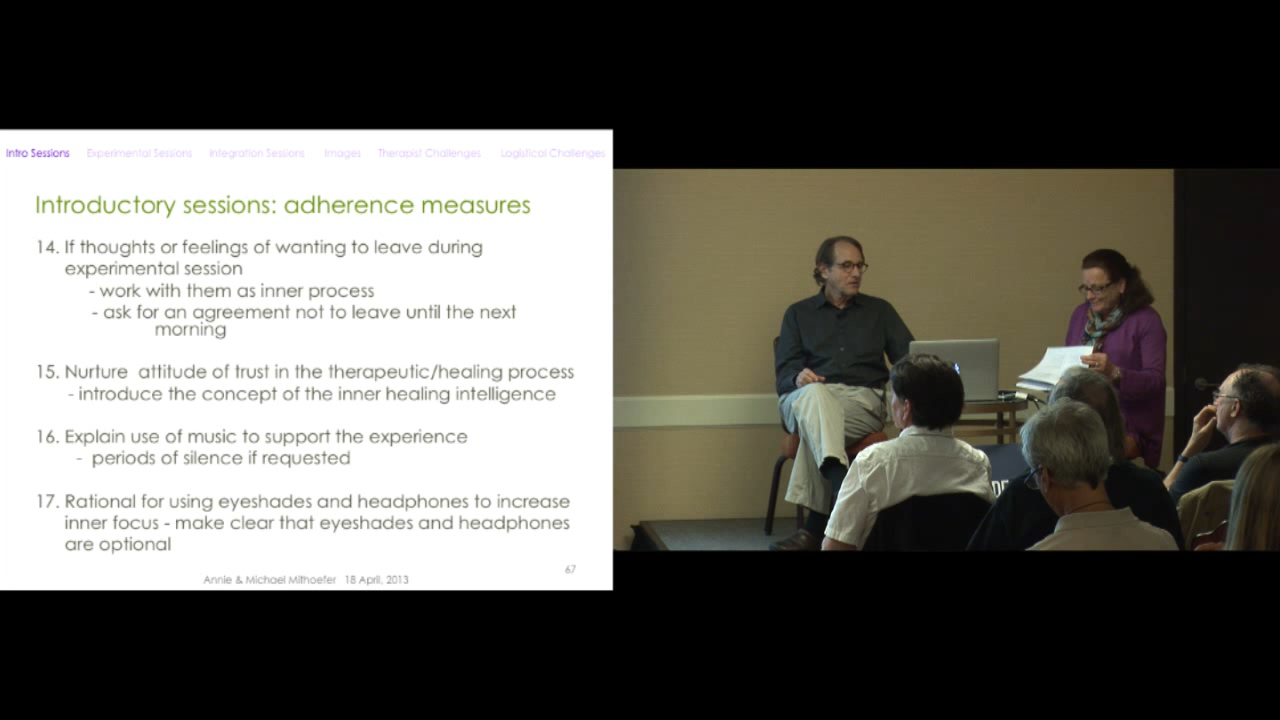 Intro Sessions Experimental Sessions Integration Sessions Images Therapist Challenges Logistical Challenges
Introductory sessions: adherence measures
14. If thoughts or feelings of wanting to leave during
experimental session
- work with them as inner process
- ask for an agreement not to leave until the next
morning
15. Nurture attitude of trust in the therapeutic/healing process
- introduce the concept of the inner healing intelligence
16. Explain use of music to support the experience
- periods of silence if requested
17. Rational for using eyeshades and headphones to increase
inner focus - make clear that eyeshades and headphones
are optional
67
Annie & Michael Mithoefer 18 April, 2013